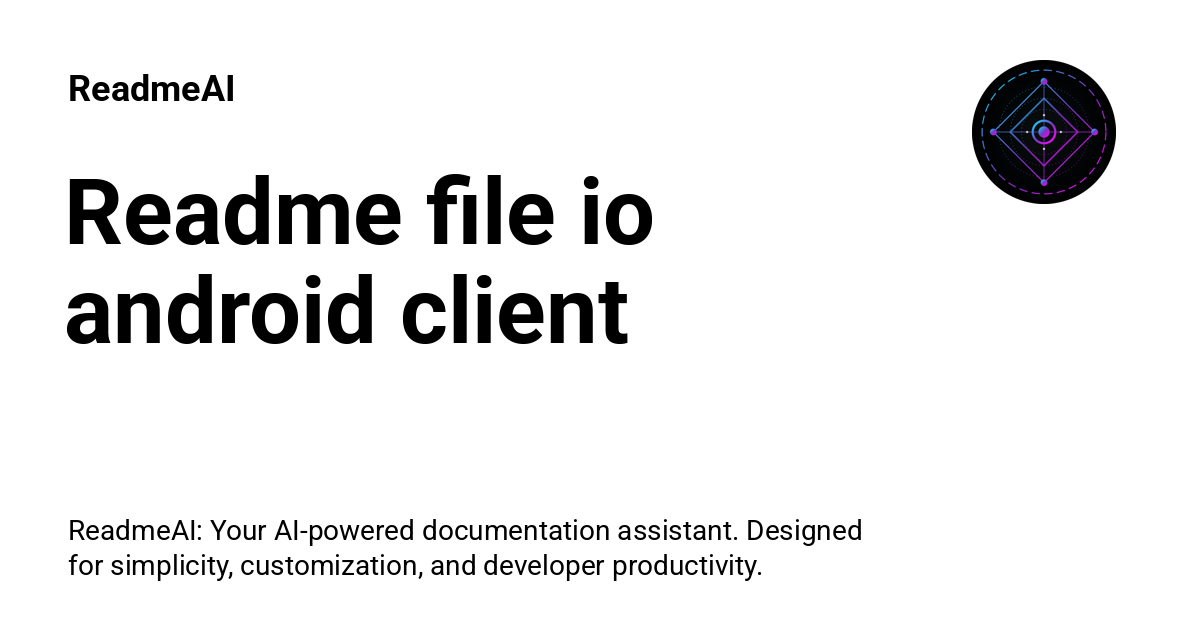 ReadmeAI
Readme file io
android client
ReadmeAI: Your AI-powered documentation assistant. Designed
for simplicity, customization, and developer productivity.